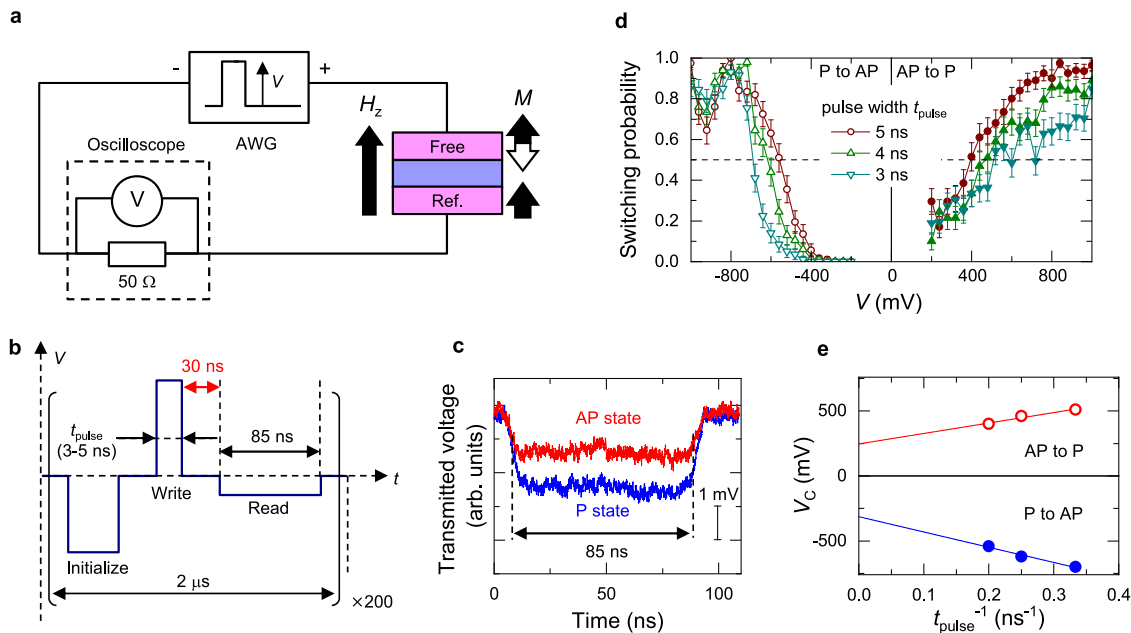 a
- +
V
AWG
Oscilloscope
V
50 Ω
H_z
M
Free
Ref.
b
V
30 ns
t_pulse
(3-5 ns)
85 ns
t
Write
Read
Initialize
2 μs
×200
c
Transmitted voltage
(arb. units)
AP state
P state
1 mV
85 ns
0 50 100
Time (ns)
d
Switching probability
1.0
0.8
0.6
0.4
0.2
0.0
P to AP AP to P
pulse width t_pulse
5 ns
4 ns
3 ns
-800 -400 0 400 800
V (mV)
e
V_C (mV)
500
0
-500
AP to P
P to AP
0.0 0.1 0.2 0.3 0.4
t_pulse⁻¹ (ns⁻¹)